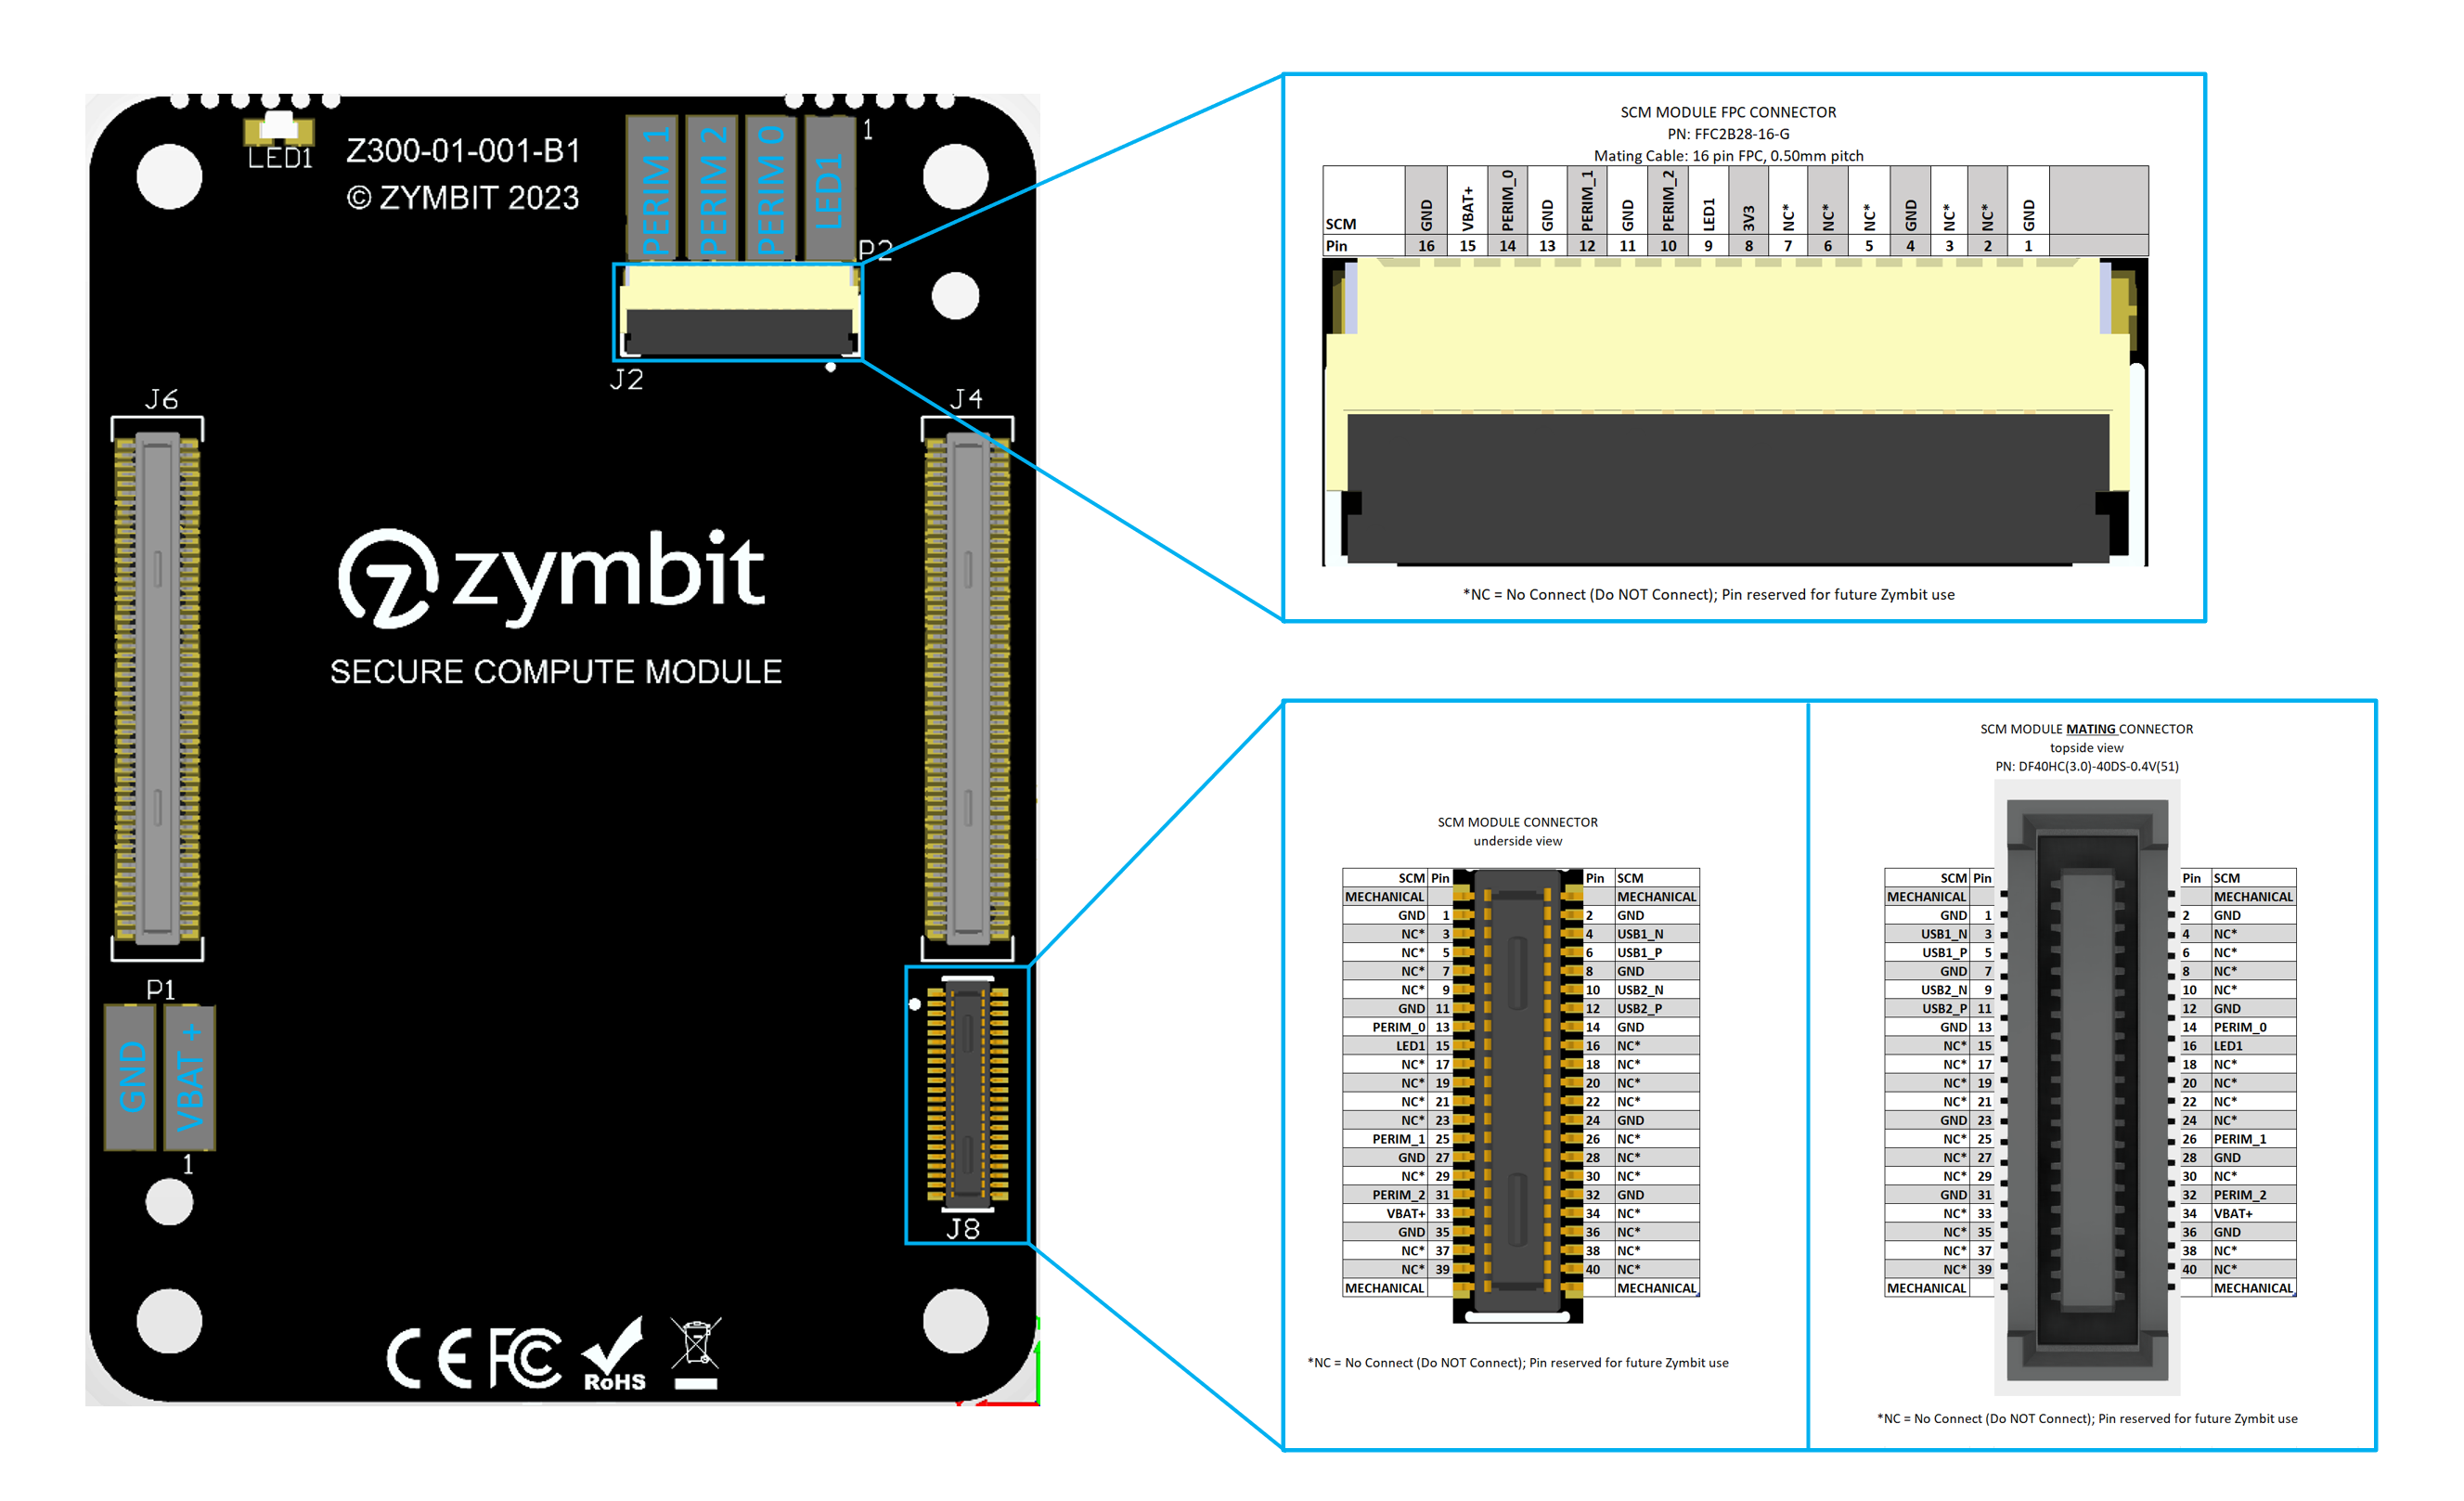 LED1
Z300-01-001-B1
© ZYMBIT 2023
PERIM 1
PERIM 2
PERIM 0
LED1
1
P2
J2
J6
J4
zymbit
SECURE COMPUTE MODULE
P1
GND
VBAT +
1
J8
CE FC RoHS
SCM MODULE FPC CONNECTOR
PN: FFC2B28-16-G
Mating Cable: 16 pin FPC, 0.50mm pitch
SCM GND VBAT+ PERIM_0 GND PERIM_1 GND PERIM_2 LED1 3V3 NC* NC* NC* GND NC* NC* GND
Pin 16 15 14 13 12 11 10 9 8 7 6 5 4 3 2 1
*NC = No Connect (Do NOT Connect); Pin reserved for future Zymbit use
SCM MODULE CONNECTOR
underside view
SCM Pin Pin SCM
MECHANICAL MECHANICAL
GND 1 2 GND
NC* 3 4 USB1_N
NC* 5 6 USB1_P
NC* 7 8 GND
NC* 9 10 USB2_N
GND 11 12 USB2_P
PERIM_0 13 14 GND
LED1 15 16 NC*
NC* 17 18 NC*
NC* 19 20 NC*
NC* 21 22 NC*
NC* 23 24 GND
PERIM_1 25 26 NC*
GND 27 28 NC*
NC* 29 30 NC*
PERIM_2 31 32 GND
VBAT+ 33 34 NC*
GND 35 36 NC*
NC* 37 38 NC*
NC* 39 40 NC*
MECHANICAL MECHANICAL
*NC = No Connect (Do NOT Connect); Pin reserved for future Zymbit use
SCM MODULE MATING CONNECTOR
topside view
PN: DF40HC(3.0)-40DS-0.4V(51)
SCM Pin Pin SCM
MECHANICAL MECHANICAL
GND 1 2 GND
USB1_N 3 4 NC*
USB1_P 5 6 NC*
GND 7 8 NC*
USB2_N 9 10 NC*
USB2_P 11 12 GND
GND 13 14 PERIM_0
NC* 15 16 LED1
NC* 17 18 NC*
NC* 19 20 NC*
NC* 21 22 NC*
GND 23 24 NC*
NC* 25 26 PERIM_1
NC* 27 28 GND
NC* 29 30 NC*
GND 31 32 PERIM_2
NC* 33 34 VBAT+
NC* 35 36 GND
NC* 37 38 NC*
NC* 39 40 NC*
MECHANICAL MECHANICAL
*NC = No Connect (Do NOT Connect); Pin reserved for future Zymbit use